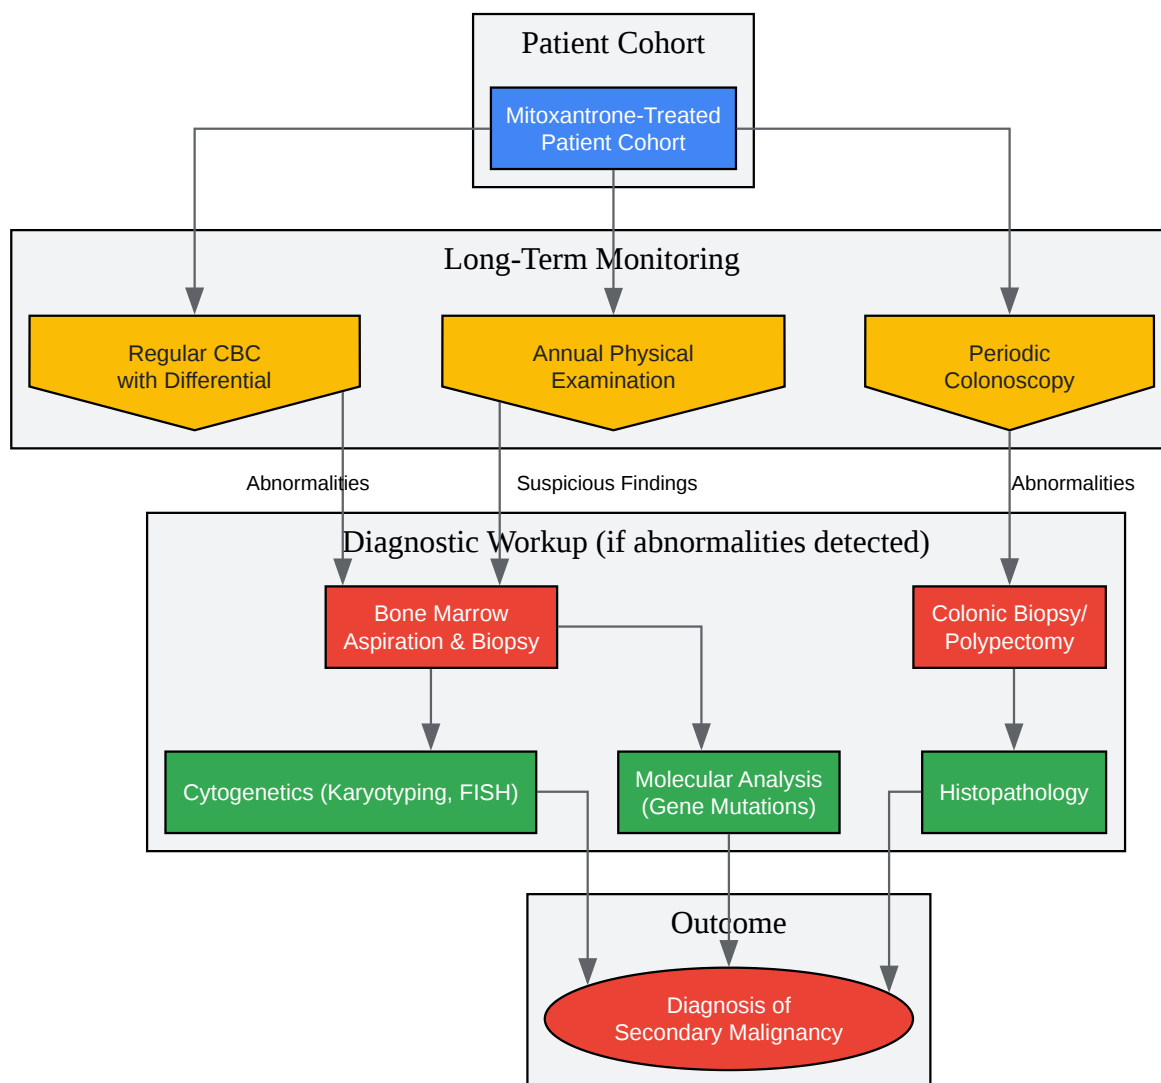 Patient Cohort
Mitoxantrone-Treated
Patient Cohort
Long-Term Monitoring
Regular CBC
with Differential
Annual Physical
Examination
Periodic
Colonoscopy
Abnormalities
Suspicious Findings
Abnormalities
Diagnostic Workup (if abnormalities detected)
Bone Marrow
Aspiration & Biopsy
Colonic Biopsy/
Polypectomy
Cytogenetics (Karyotyping, FISH)
Molecular Analysis
(Gene Mutations)
Histopathology
Outcome
Diagnosis of
Secondary Malignancy